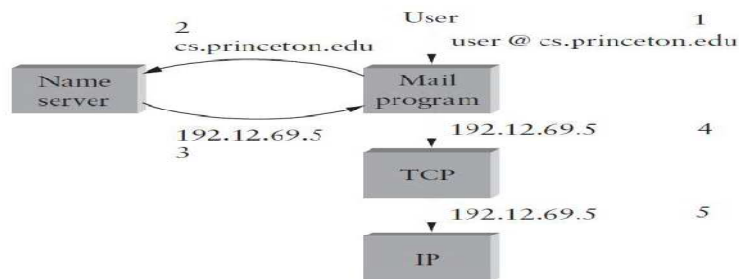 2
User
1
cs.princeton.edu
user @ cs.princeton.edu
Name
server
Mail
program
192.12.69.5
3
192.12.69.5
4
TCP
192.12.69.5
5
IP